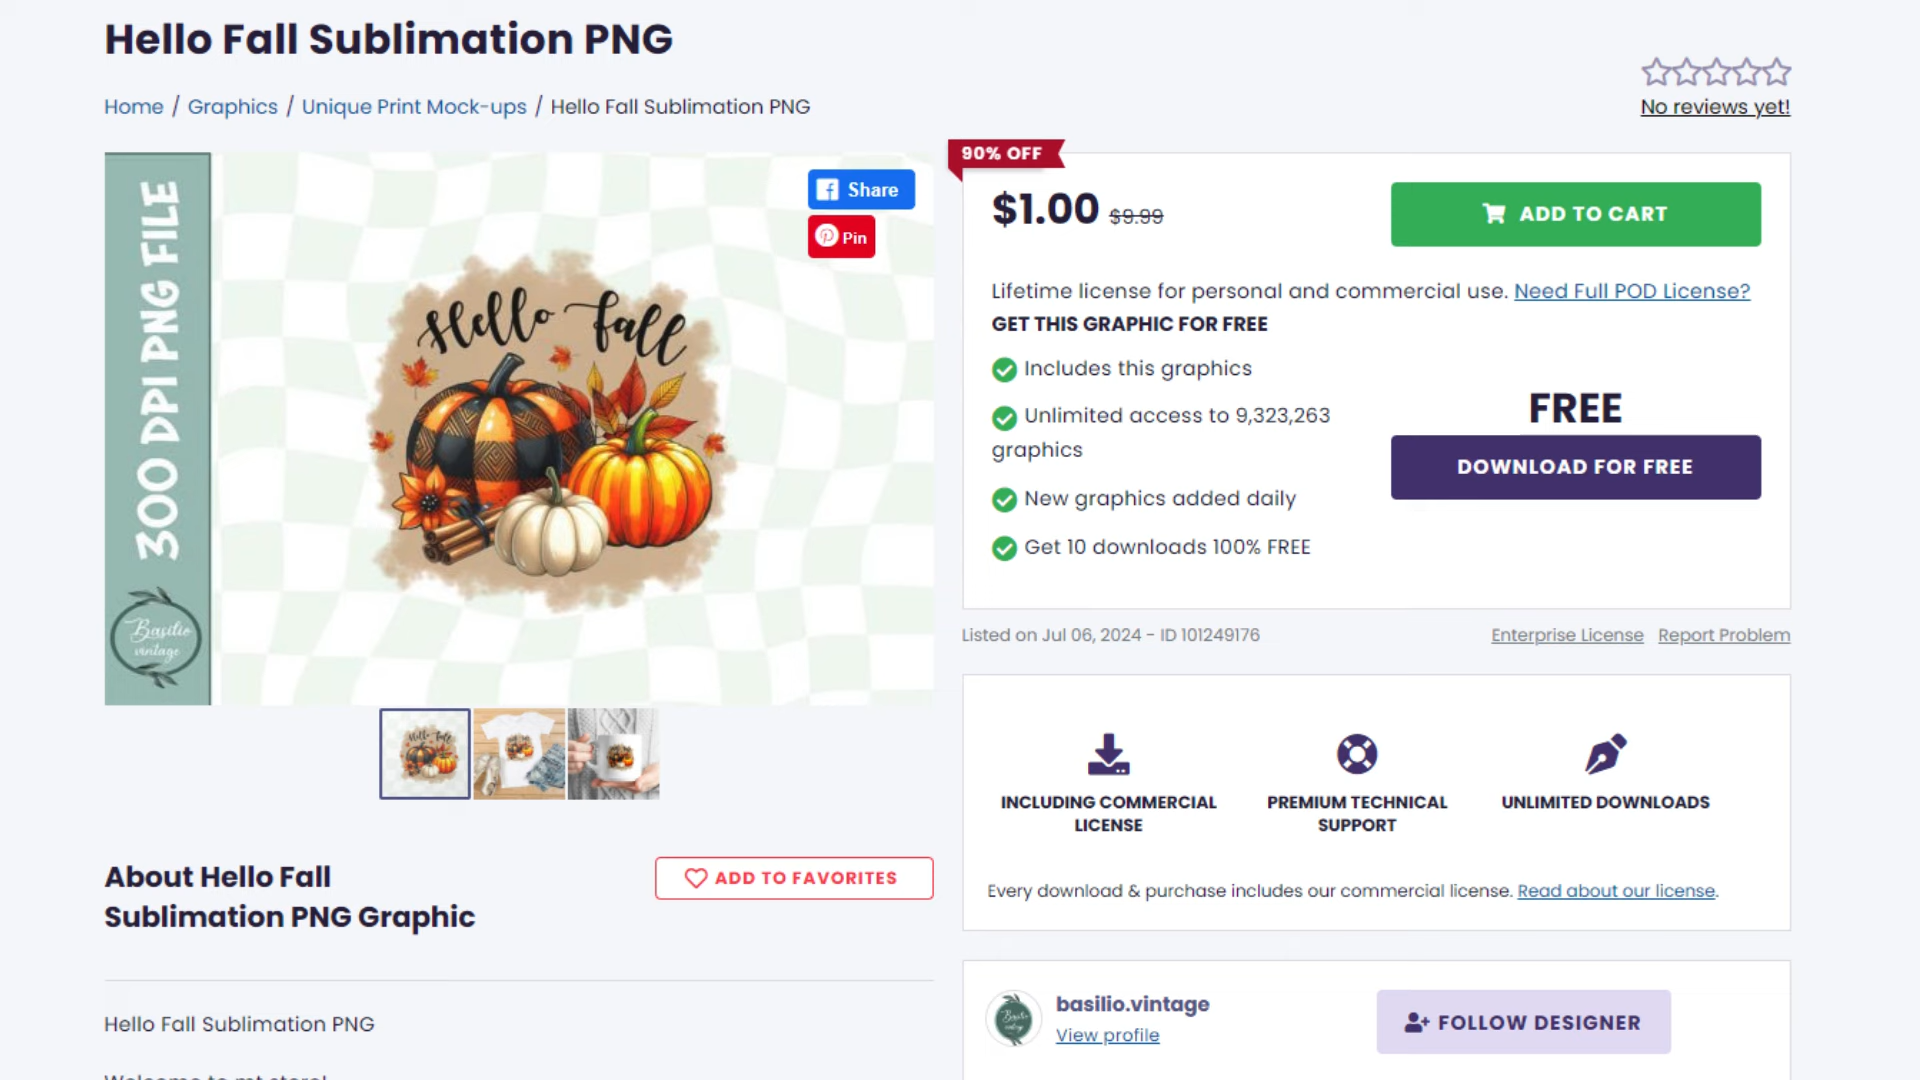 Hello Fall Sublimation PNG
No reviews yet!
Home / Graphics / Unique Print Mock-ups / Hello Fall Sublimation PNG
300 DPI PNG FILE
Basilio
vintage
Share
Pin
Hello Fall
90% OFF
$1.00 $9.99
ADD TO CART
Lifetime license for personal and commercial use. Need Full POD License?
GET THIS GRAPHIC FOR FREE
Includes this graphics
Unlimited access to 9,323,263
graphics
New graphics added daily
Get 10 downloads 100% FREE
FREE
DOWNLOAD FOR FREE
Listed on Jul 06, 2024 - ID 101249176
Enterprise License Report Problem
INCLUDING COMMERCIAL
LICENSE
PREMIUM TECHNICAL
SUPPORT
UNLIMITED DOWNLOADS
Every download & purchase includes our commercial license. Read about our license.
About Hello Fall
Sublimation PNG Graphic
ADD TO FAVORITES
Hello Fall Sublimation PNG
Welcome to mt store!
basilio.vintage
View profile
FOLLOW DESIGNER